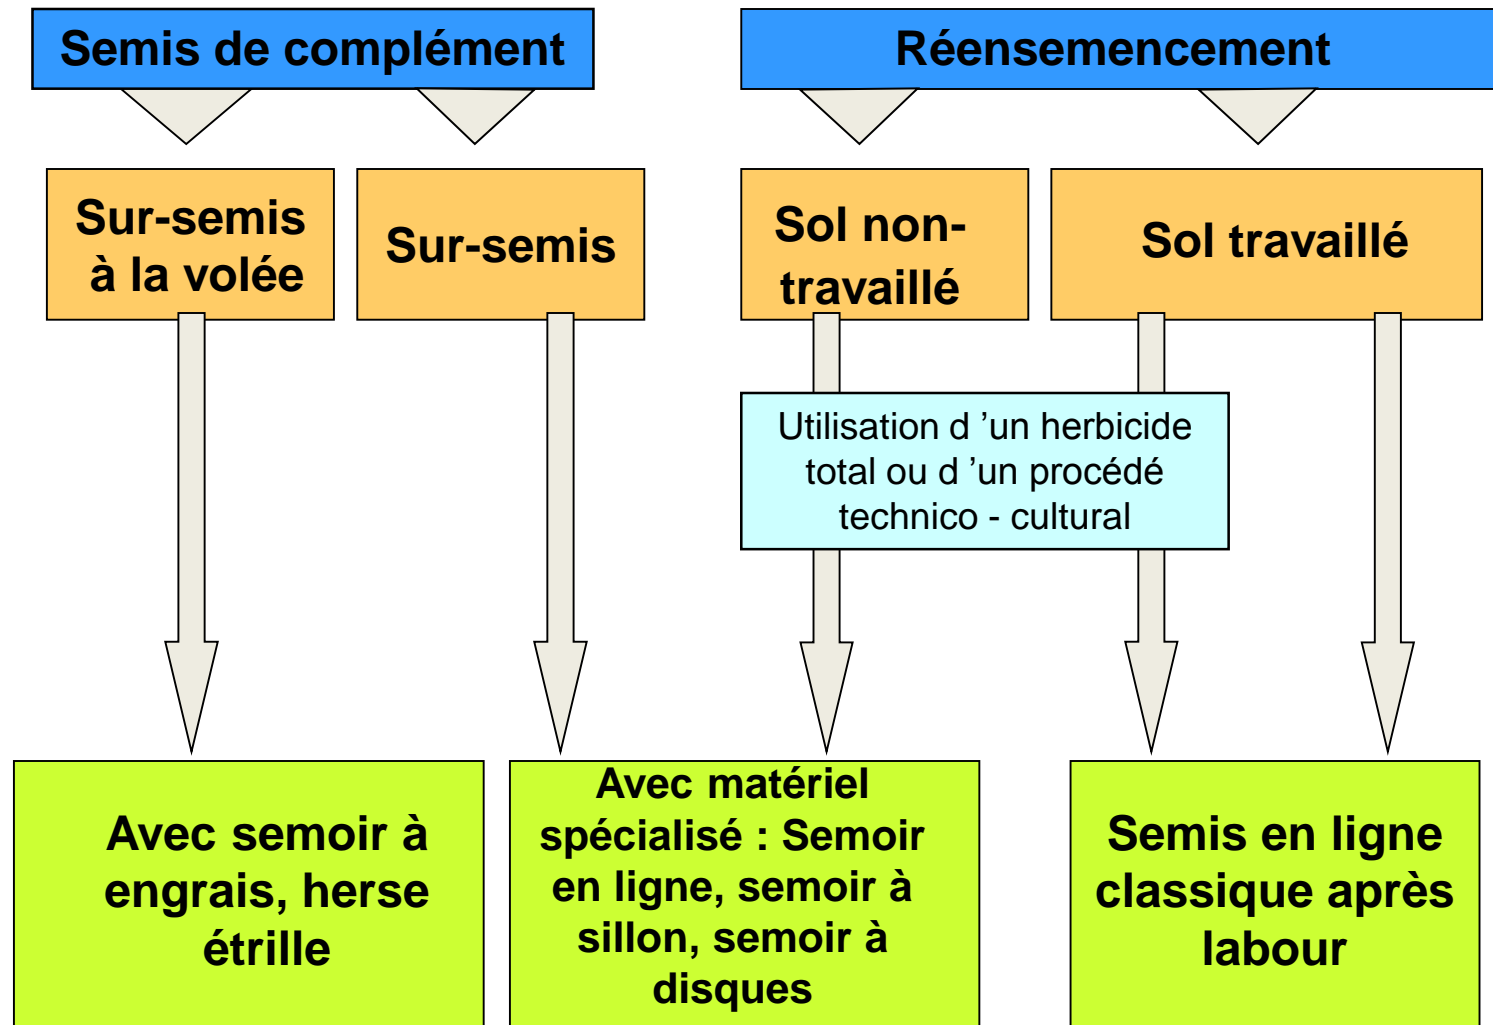 Semis de complément
Réensemencement
Sur-semis
à la volée
Sur-semis
Sol non-
travaillé
Sol travaillé
Utilisation d ’un herbicide
total ou d ’un procédé
technico - cultural
Avec semoir à
engrais, herse
étrille
Avec matériel
spécialisé : Semoir
en ligne, semoir à
sillon, semoir à
disques
Semis en ligne
classique après
labour